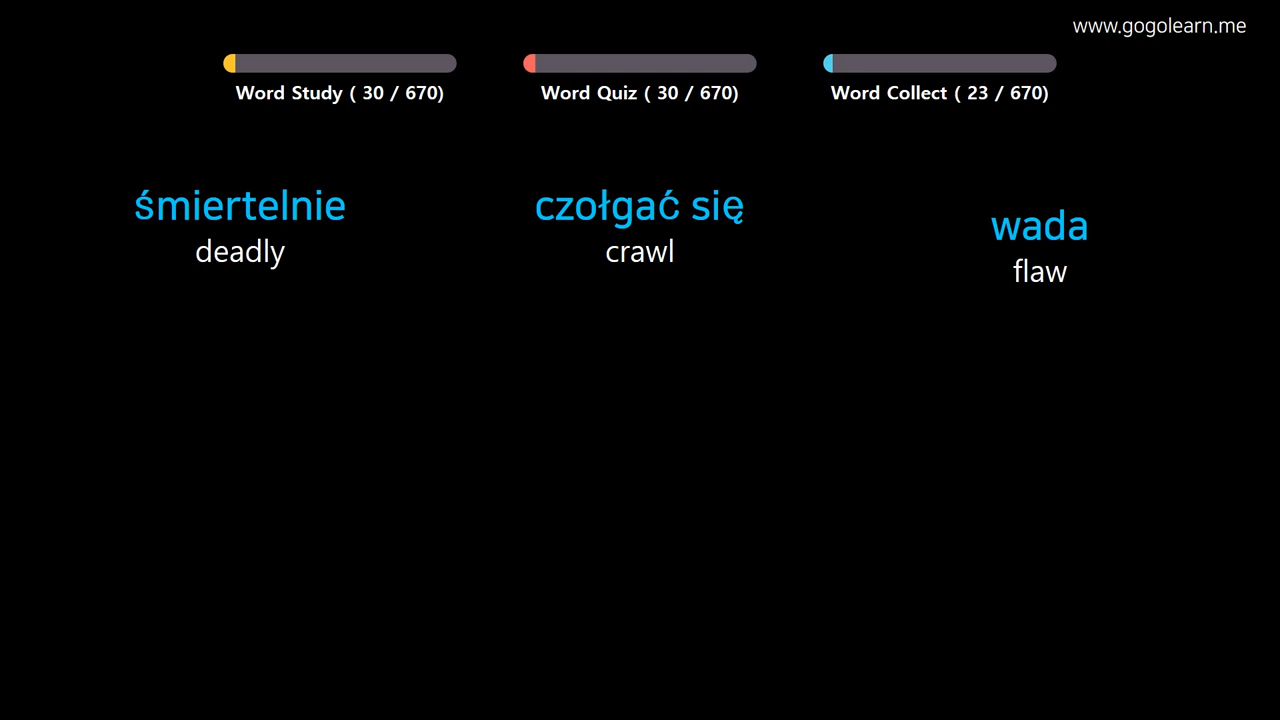 www.gogolearn.me
Word Study ( 30 / 670)
Word Quiz ( 30 / 670)
Word Collect ( 23 / 670)
śmiertelnie
deadly
czołgać się
crawl
wada
flaw